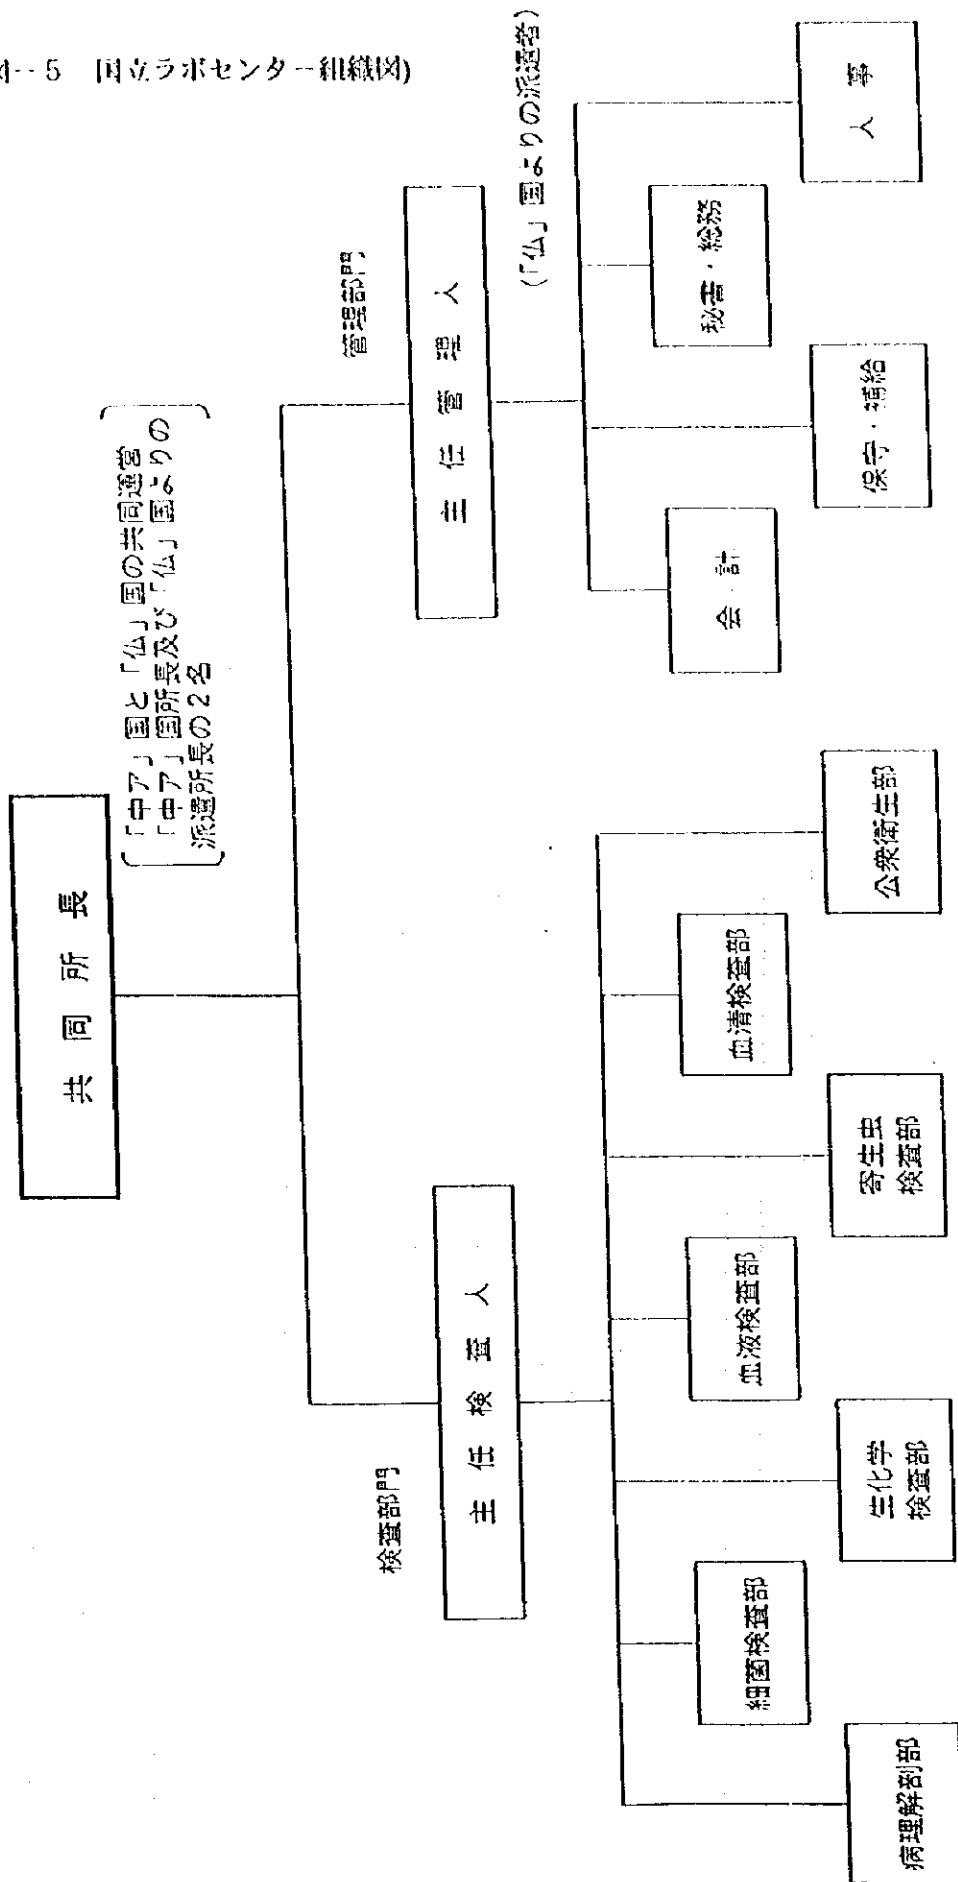 図--5 国立ラボセンター組織図)
共同所長
「中ア」国と「仏」国の共同運営
「中ア」国所長及び「仏」国よりの
派遣所長の2名
検査部門
主任検査人
管理部門
主任管理人
(「仏」国よりの派遣者)
病理解剖部
細菌検査部
生化学
検査部
血液検査部
寄生虫
検査部
血清検査部
公衆衛生部
会計
保守・補給
秘書・総務
人事